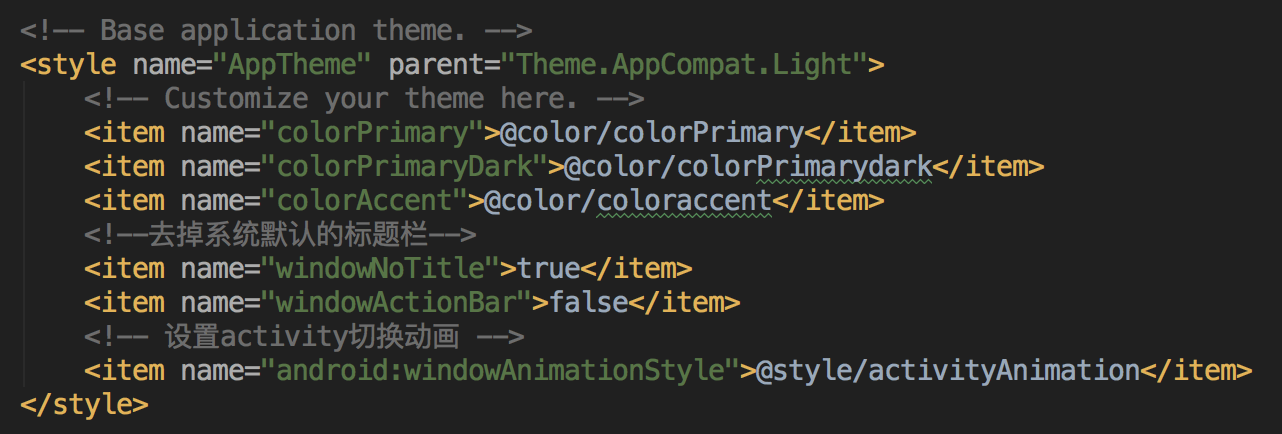 <!-- Base application theme. -->
<style name="AppTheme" parent="Theme.AppCompat.Light">
    <!-- Customize your theme here. -->
    <item name="colorPrimary">@color/colorPrimary</item>
    <item name="colorPrimaryDark">@color/colorPrimarydark</item>
    <item name="colorAccent">@color/coloraccent</item>
    <!--去掉系统默认的标题栏-->
    <item name="windowNoTitle">true</item>
    <item name="windowActionBar">false</item>
    <!-- 设置activity切换动画 -->
    <item name="android:windowAnimationStyle">@style/activityAnimation</item>
</style>